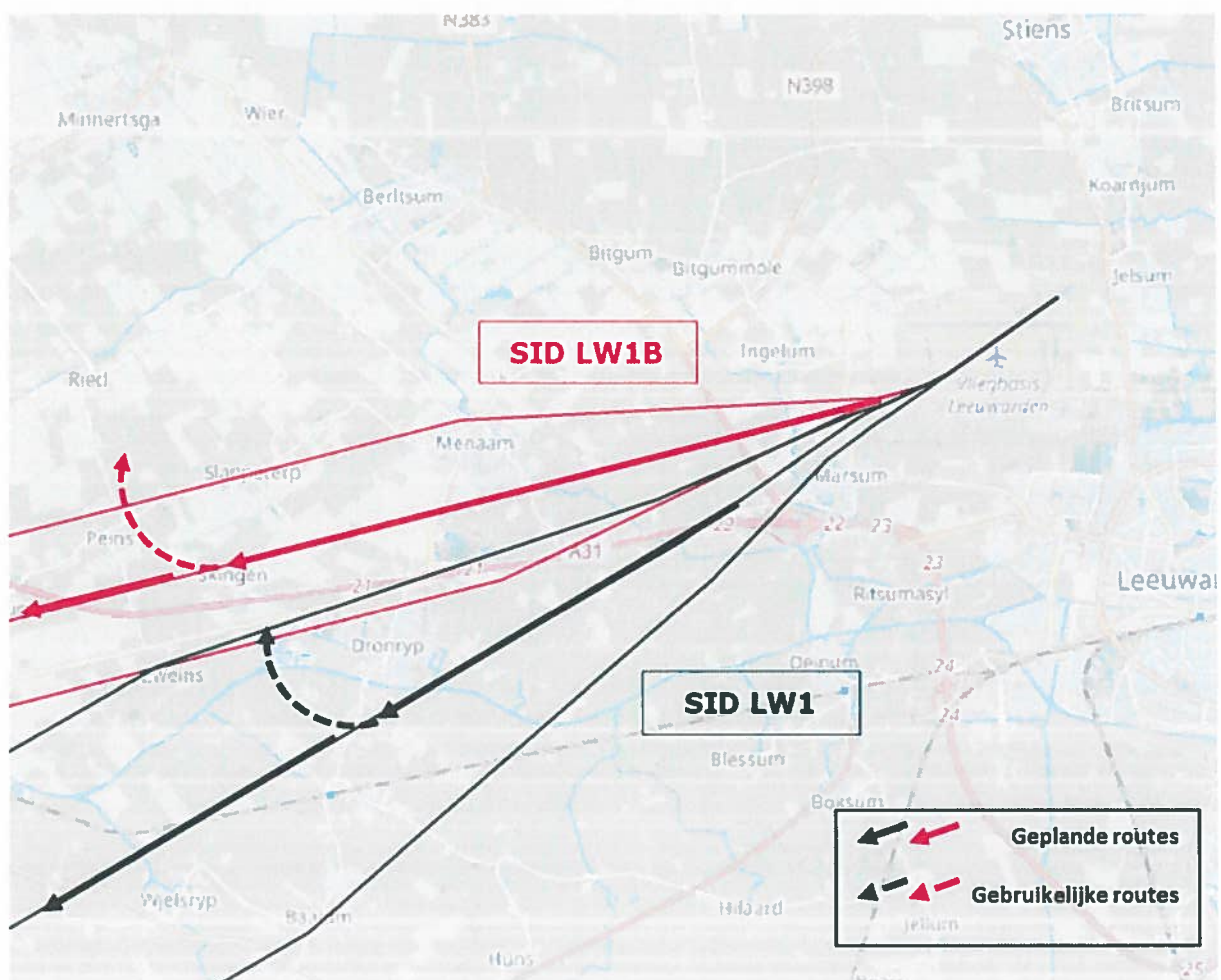 N383
Stiens
N398
Britsum
Minnertsga
Wier
Koarnjum
Berltsum
Bitgum
Bitgummole
Jelsum
SID LW1B
Ingelum
Vliegbasis
Leeuwarden
Ried
Menaam
Slappeterp
Marsum
22
22
23
Peins
A31
23
Skingen
21
21
Leeuwa
Ritsumasyl
Dronryp
Deinum
24
Zweins
SID LW1
24
Blessum
Boksum
Geplande routes
Gebruikelijke routes
Wjelsryp
Baaium
Hilaard
Jellum
Huns
25